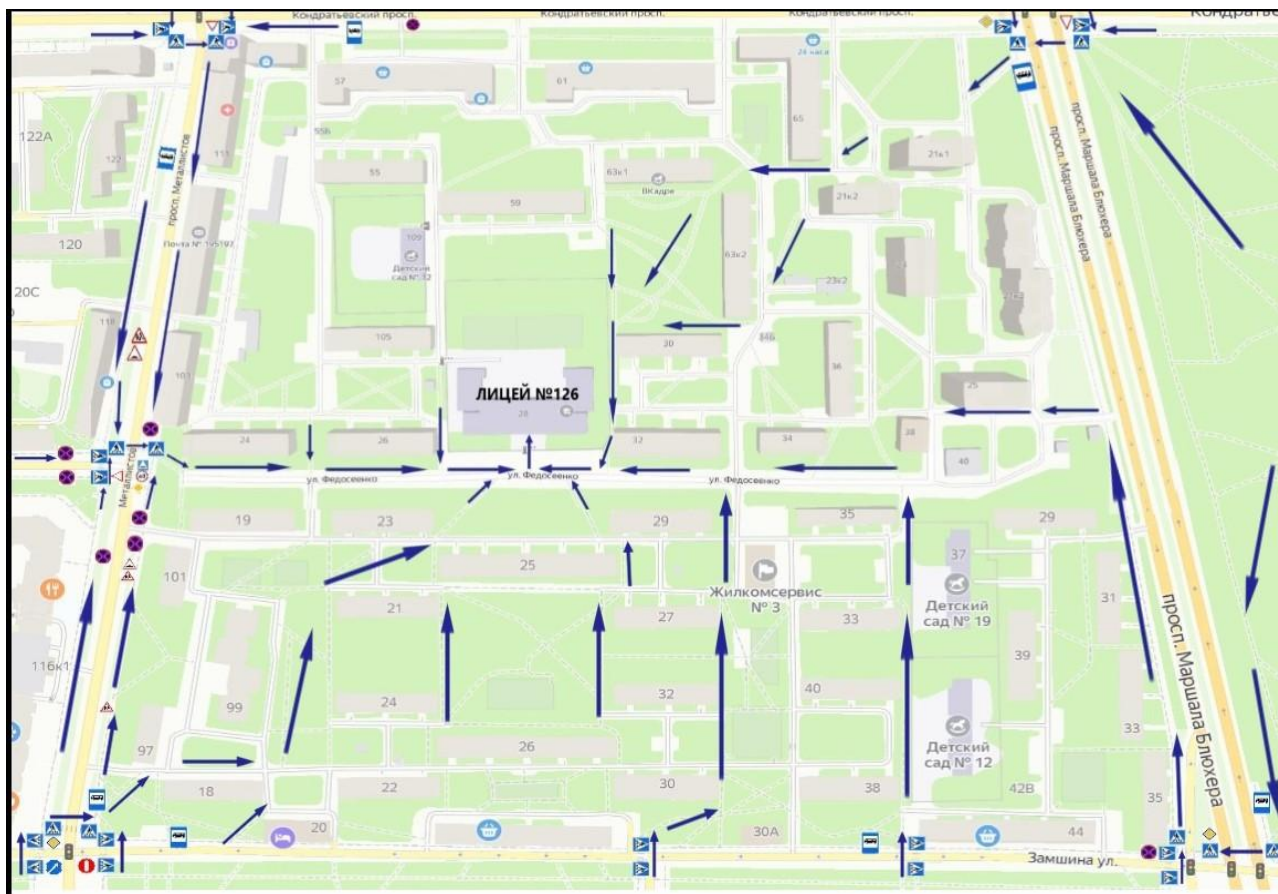 Кондратьевский просп.
Кондратьевский просп.
Кондратьевский просп.
24 часа
57
61
65
55б
122А
122
113
просп. Металлистов
55
63к1
ВКадре
21к1
просп. Маршала Блюхера
просп. Маршала Блюхера
59
21к2
120
Почта № 195197
109
Детский
сад № 32
63к2
23к2
20С
105
30
34Б
36
ЛИЦЕЙ №126
28
25
103
24
26
32
34
38
40
Металлистов
ул. Федосеенко
ул. Федосеенко
ул. Федосеенко
19
23
29
35
29
37
101
25
Жилкомсервис
№ 3
21
27
33
Детский
сад № 19
31
116к1
39
24
32
40
99
33
просп. Маршала Блюхера
97
26
Детский
сад № 12
18
22
30
38
42В
35
20
30А
44
Замшина ул.